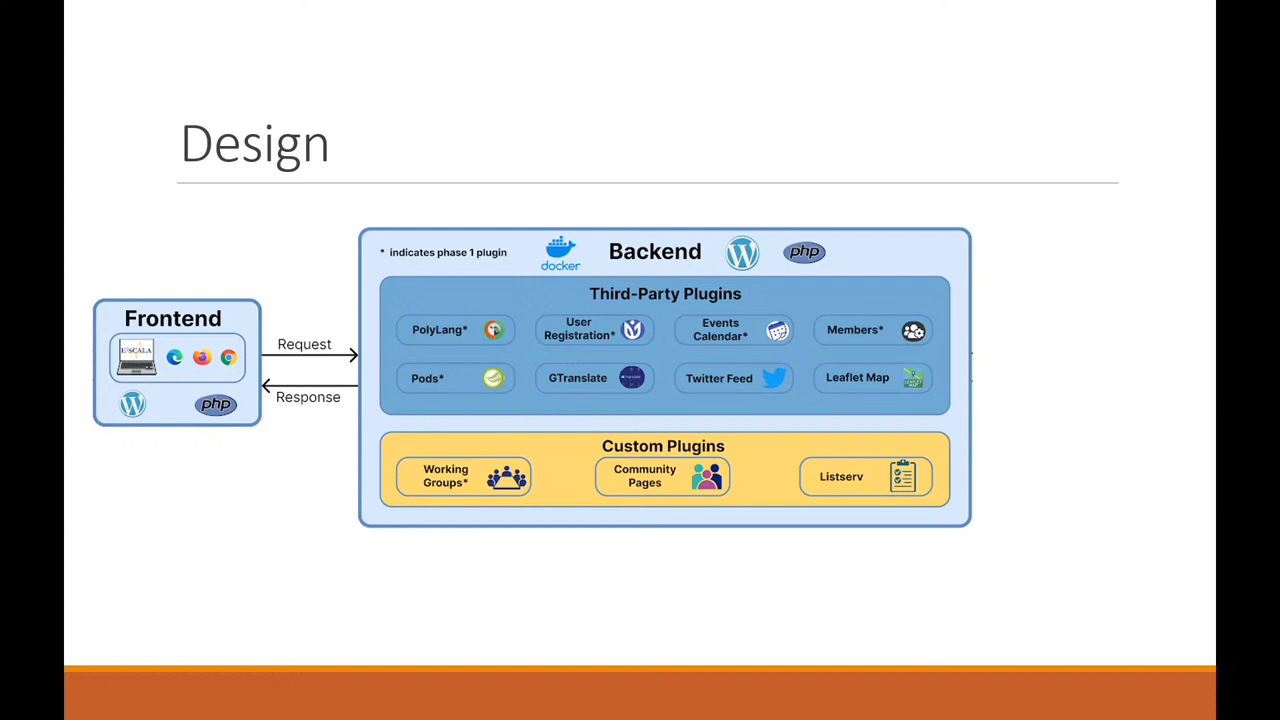 Design
* indicates phase 1 plugin
docker
Backend
php
Third-Party Plugins
PolyLang*
User
Registration*
Events
Calendar*
Members*
Pods*
GTranslate
Twitter Feed
Leaflet Map
Custom Plugins
Working
Groups*
Community
Pages
Listserv
Frontend
php
Request
Response